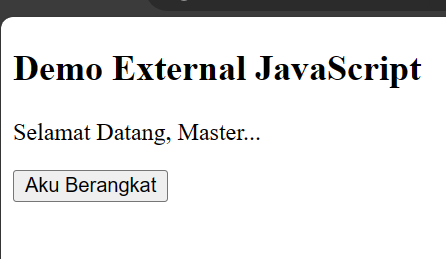 Demo External JavaScript
Selamat Datang, Master...
Aku Berangkat